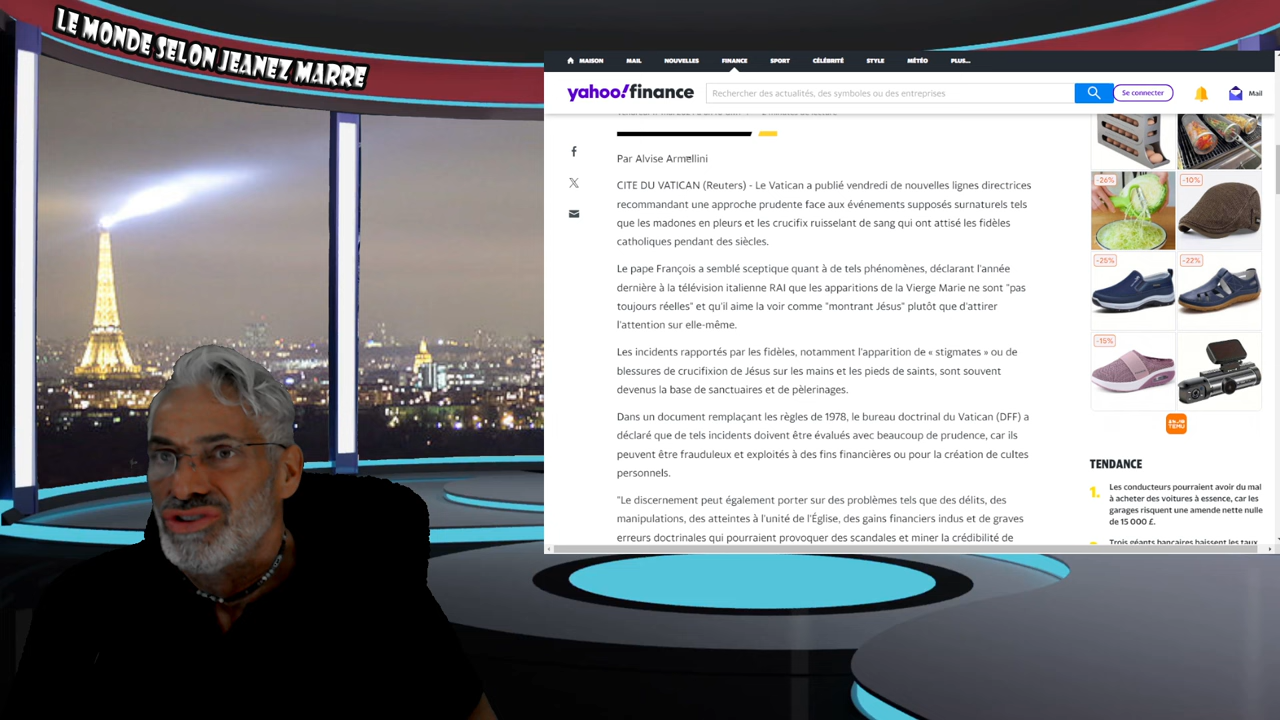 LE MONDE SELON JEANEZ MARRE
MAISON MAIL NOUVELLES FINANCE SPORT CÉLÉBRITÉ STYLE MÉTÉO PLUS...
yahoo!finance
Rechercher des actualités, des symboles ou des entreprises
Se connecter
Mail
Par Alvise Armellini
CITE DU VATICAN (Reuters) - Le Vatican a publié vendredi de nouvelles lignes directrices
recommandant une approche prudente face aux événements supposés surnaturels tels
que les madones en pleurs et les crucifix ruisselant de sang qui ont attisé les fidèles
catholiques pendant des siècles.
Le pape François a semblé sceptique quant à de tels phénomènes, déclarant l'année
dernière à la télévision italienne RAI que les apparitions de la Vierge Marie ne sont "pas
toujours réelles" et qu'il aime la voir comme "montrant Jésus" plutôt que d'attirer
l'attention sur elle-même.
Les incidents rapportés par les fidèles, notamment l'apparition de « stigmates » ou de
blessures de crucifixion de Jésus sur les mains et les pieds de saints, sont souvent
devenus la base de sanctuaires et de pèlerinages.
Dans un document remplaçant les règles de 1978, le bureau doctrinal du Vatican (DFF) a
déclaré que de tels incidents doivent être évalués avec beaucoup de prudence, car ils
peuvent être frauduleux et exploités à des fins financières ou pour la création de cultes
personnels.
"Le discernement peut également porter sur des problèmes tels que des délits, des
manipulations, des atteintes à l'unité de l'Église, des gains financiers indus et de graves
erreurs doctrinales qui pourraient provoquer des scandales et miner la crédibilité de
-26%
-10%
-25%
-22%
-15%
TEMU
TENDANCE
1. Les conducteurs pourraient avoir du mal
à acheter des voitures à essence, car les
garages risquent une amende nette nulle
de 15 000 £.
Trois géants bancaires baissent les taux